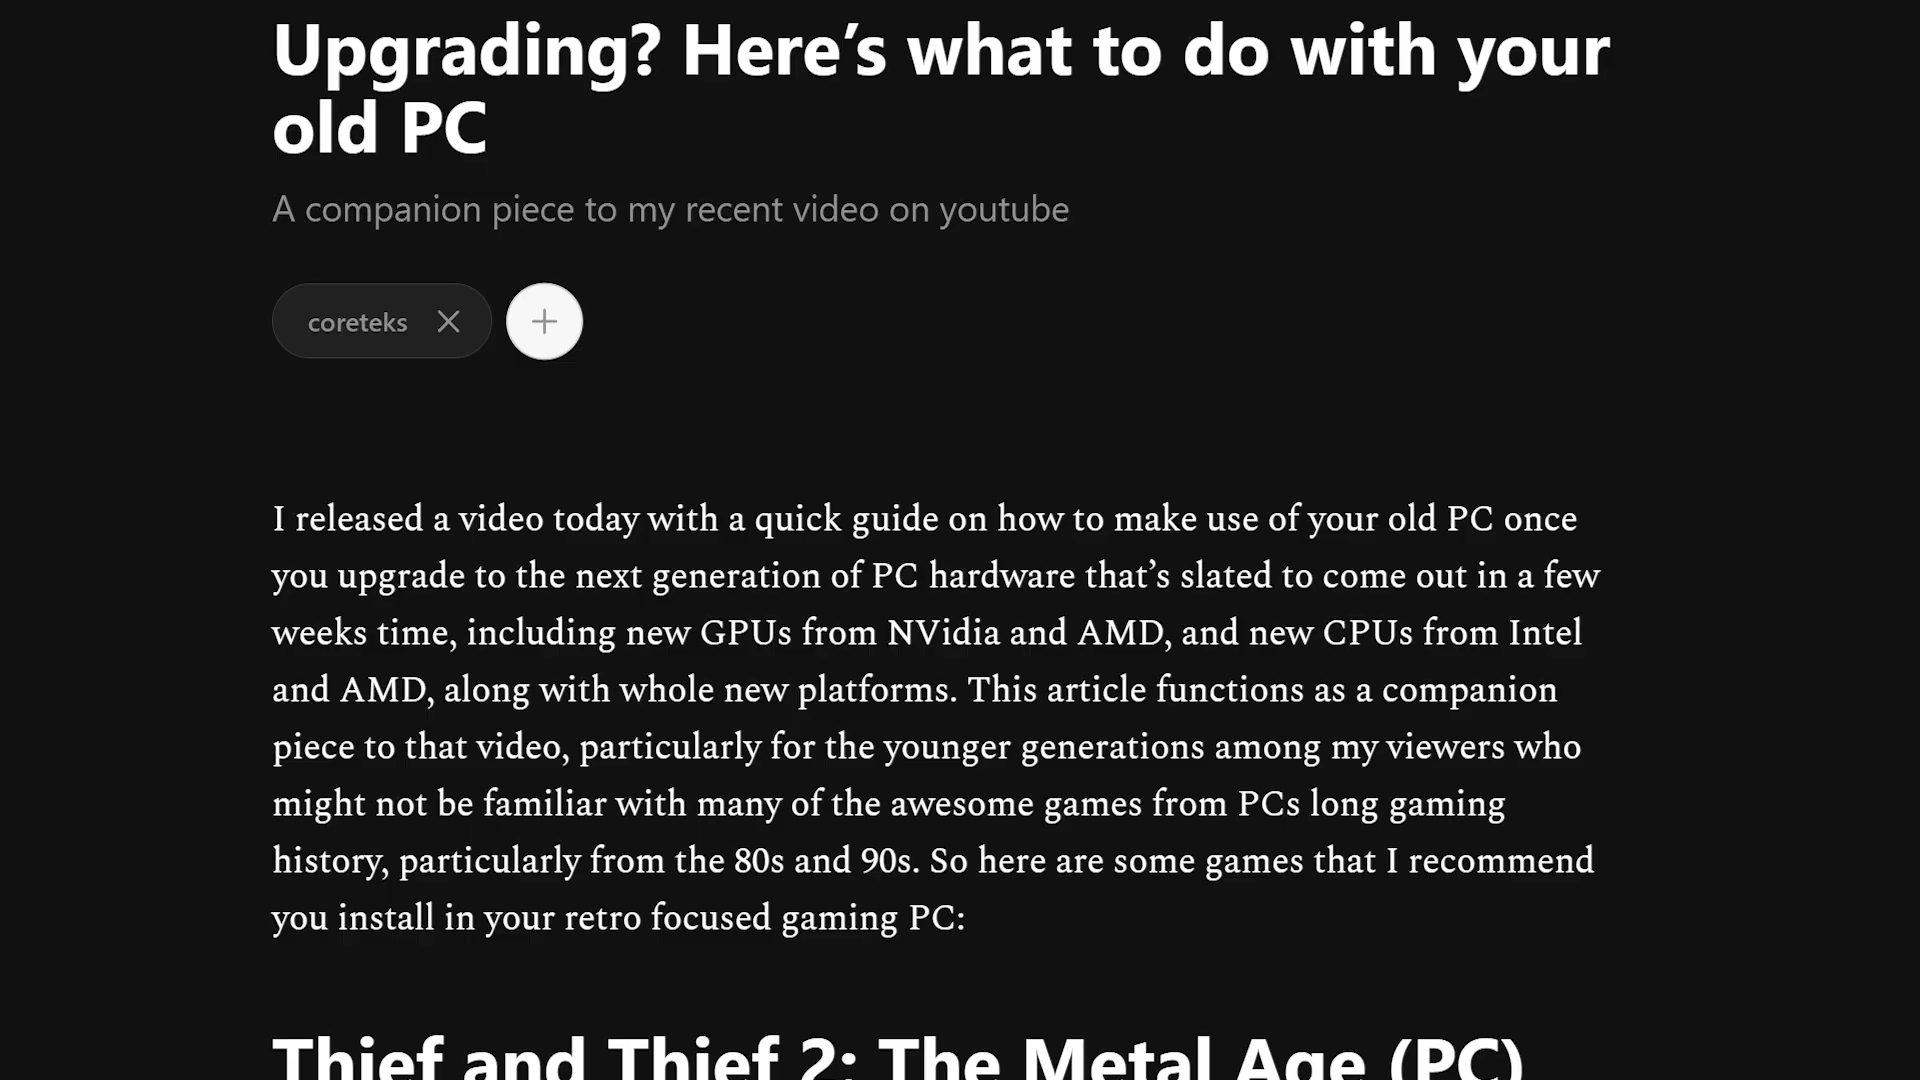 Upgrading? Here’s what to do with your
old PC
A companion piece to my recent video on youtube
coreteks
I released a video today with a quick guide on how to make use of your old PC once
you upgrade to the next generation of PC hardware that’s slated to come out in a few
weeks time, including new GPUs from NVidia and AMD, and new CPUs from Intel
and AMD, along with whole new platforms. This article functions as a companion
piece to that video, particularly for the younger generations among my viewers who
might not be familiar with many of the awesome games from PCs long gaming
history, particularly from the 80s and 90s. So here are some games that I recommend
you install in your retro focused gaming PC:
Thief and Thief 2: The Metal Age (PC)